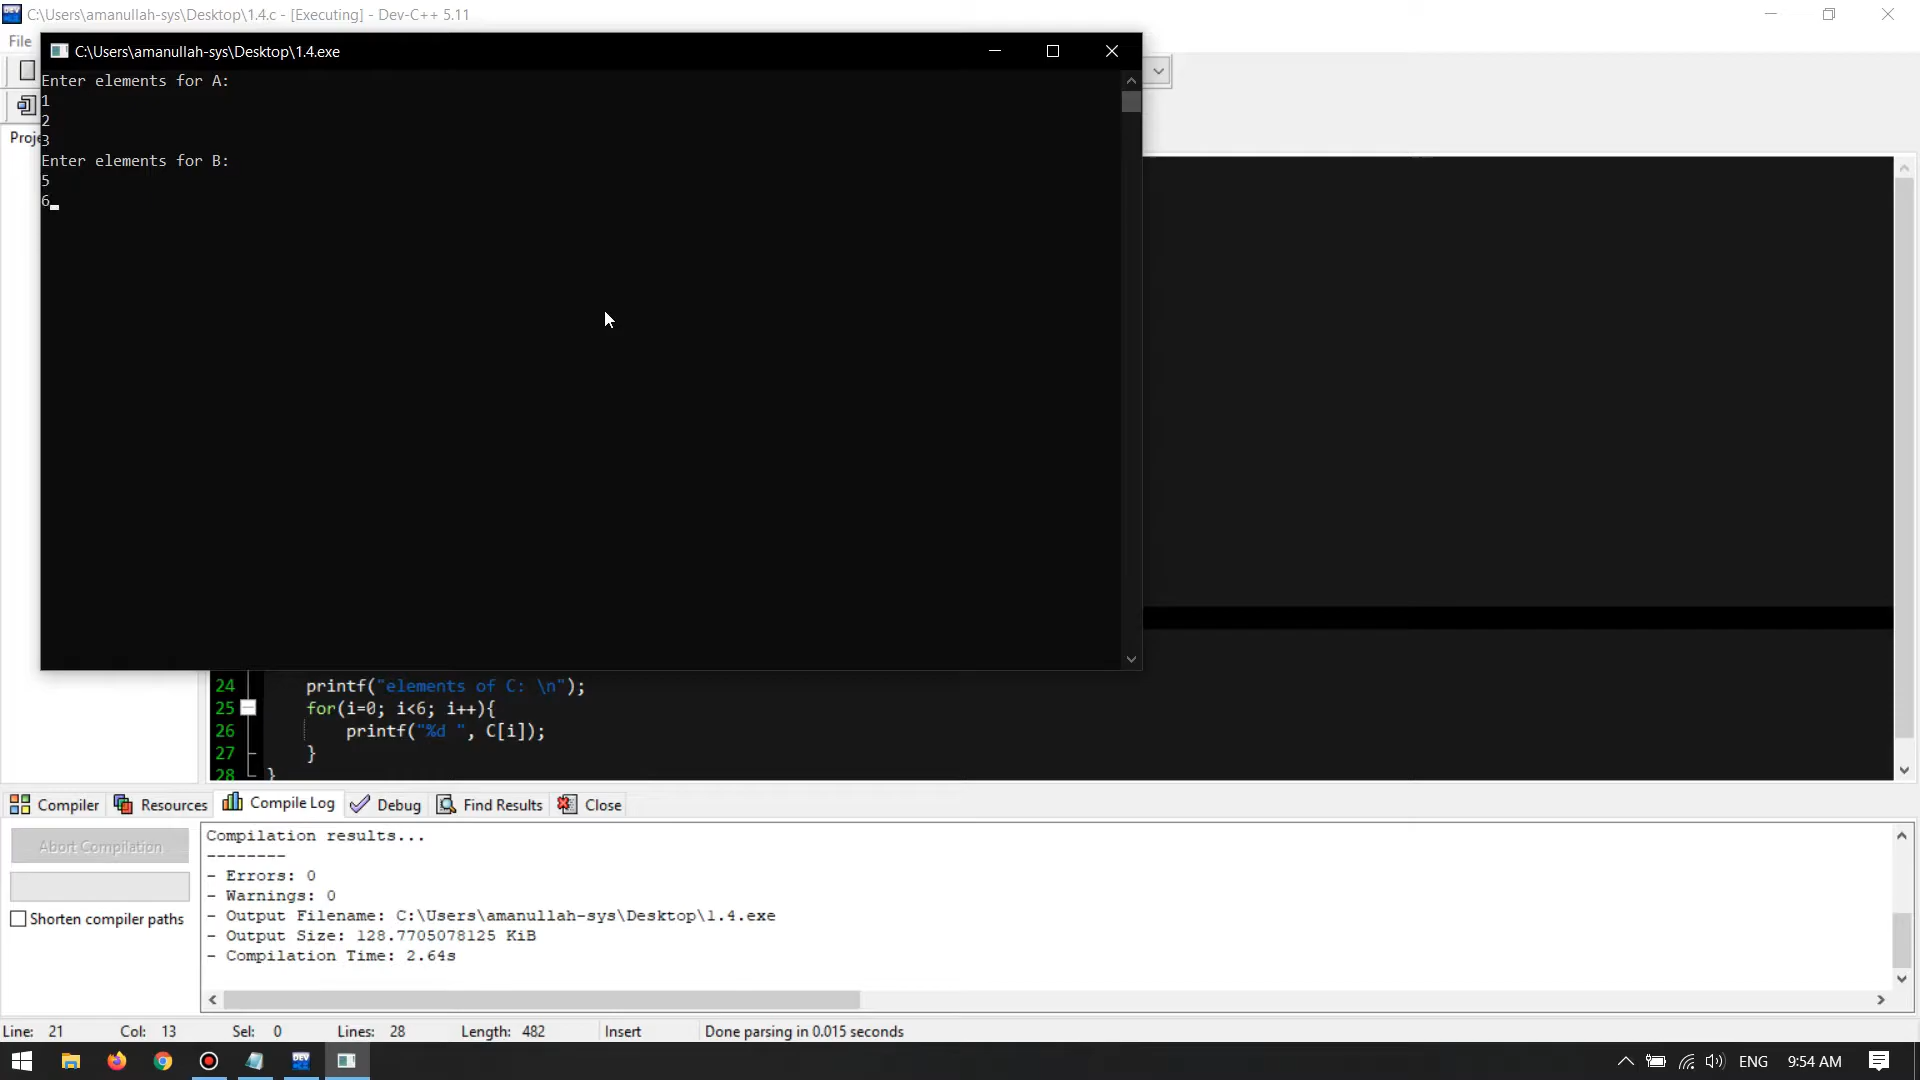 C:\Users\amanullah-sys\Desktop\1.4.c - [Executing] - Dev-C++ 5.11
File
C:\Users\amanullah-sys\Desktop\1.4.exe
Enter elements for A:
1
2
3
Enter elements for B:
5
6
Proje
24 printf("elements of C: \n");
25 for(i=0; i<6; i++){
26 printf("%d ", C[i]);
27 }
28 }
Compiler Resources Compile Log Debug Find Results Close
Abort Compilation
Shorten compiler paths
Compilation results...
--------
- Errors: 0
- Warnings: 0
- Output Filename: C:\Users\amanullah-sys\Desktop\1.4.exe
- Output Size: 128.7705078125 KiB
- Compilation Time: 2.64s
Line: 21 Col: 13 Sel: 0 Lines: 28 Length: 482 Insert Done parsing in 0.015 seconds
DEV
ENG 9:54 AM